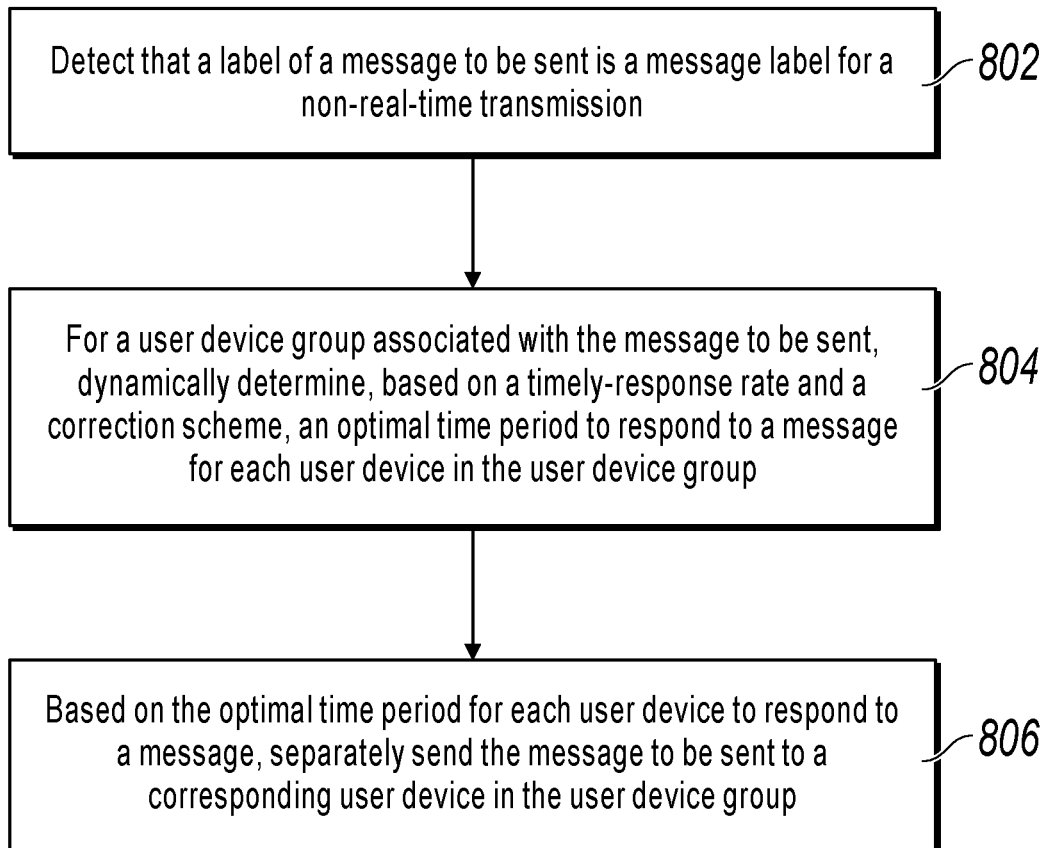 Detect that a label of a message to be sent is a message label for a
non-real-time transmission
802
For a user device group associated with the message to be sent,
dynamically determine, based on a timely-response rate and a
correction scheme, an optimal time period to respond to a message
for each user device in the user device group
804
Based on the optimal time period for each user device to respond to
a message, separately send the message to be sent to a
corresponding user device in the user device group
806